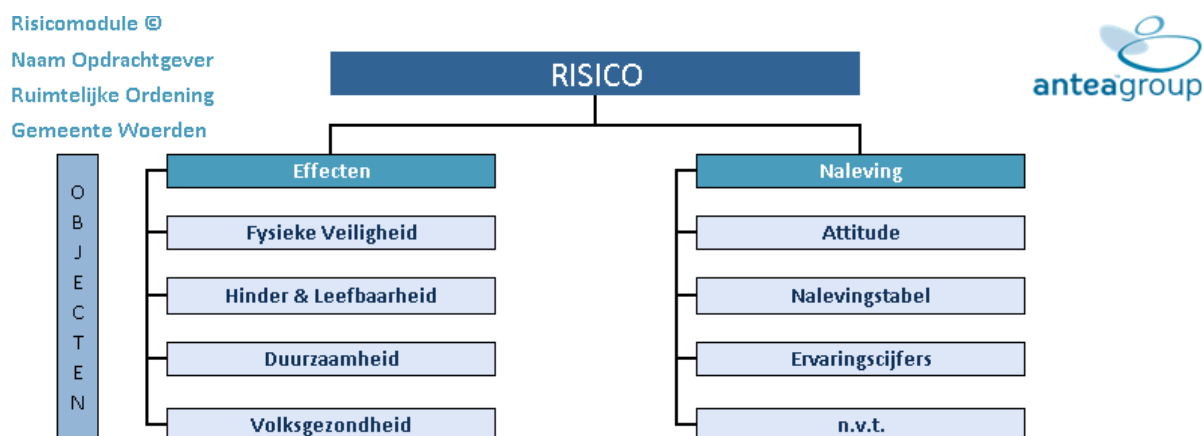 Risicomodule ©
Naam Opdrachtgever
Ruimtelijke Ordening
Gemeente Woerden
RISICO
anteagroup
OBJECTEN
Effecten
Fysieke Veiligheid
Hinder & Leefbaarheid
Duurzaamheid
Volksgezondheid
Naleving
Attitude
Nalevingstabel
Ervaringscijfers
n.v.t.